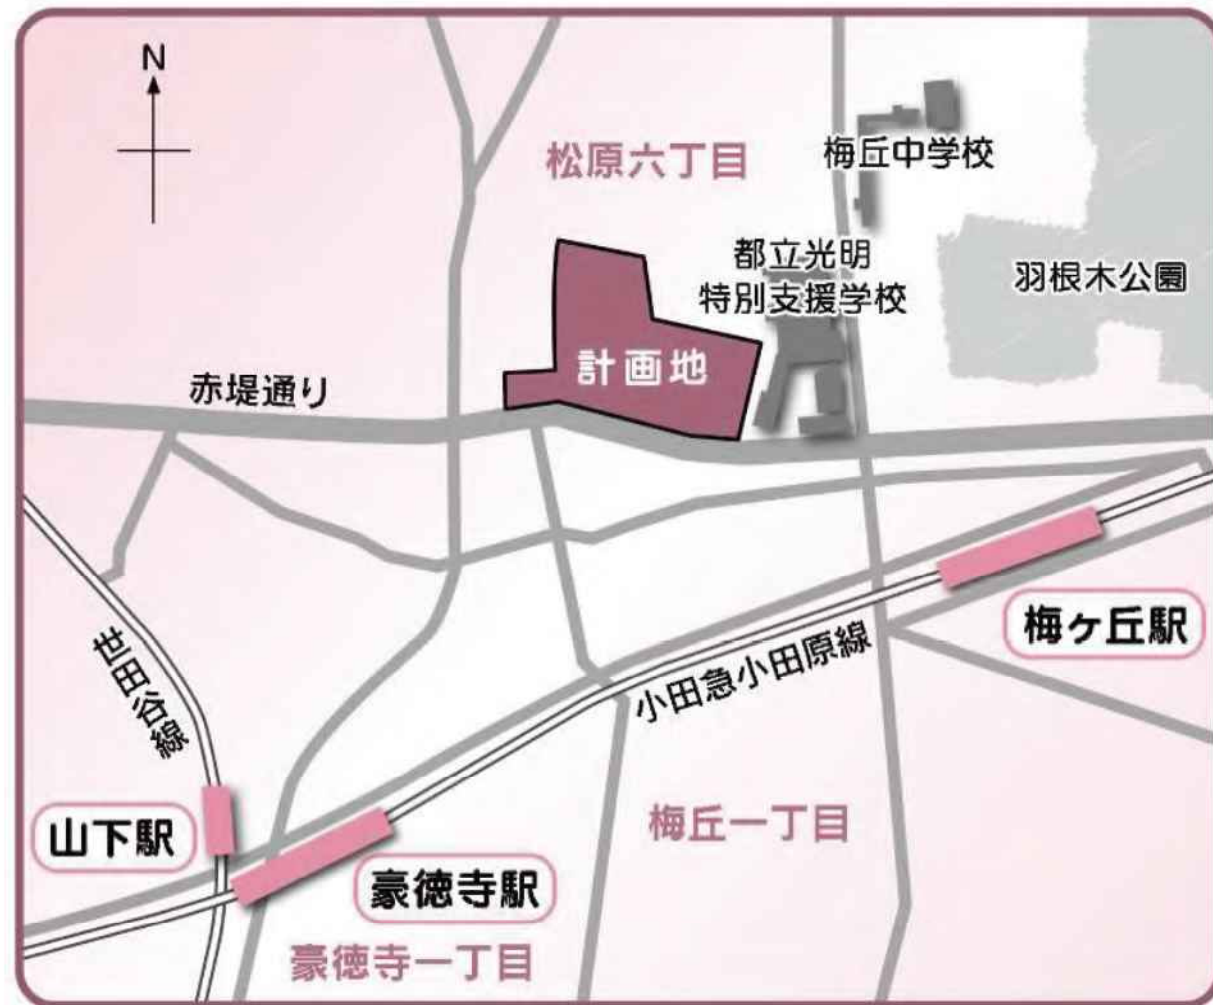 N
松原六丁目
梅丘中学校
都立光明
特別支援学校
羽根木公園
計画地
赤堤通り
梅ヶ丘駅
世田谷線
小田急小田原線
山下駅
梅丘一丁目
豪徳寺駅
豪徳寺一丁目